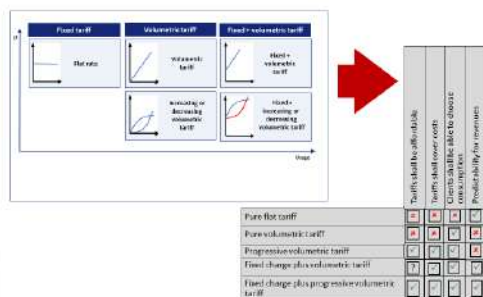 Fixed tariff
Volumetric tariff
Fixed + volumetric tariff
Flat rate
Volumetric
tariff
Fixed +
volumetric
tariff
Increasing or
decreasing
volumetric
tariff
Fixed +
increasing or
decreasing
volumetric tariff
Usage
Tariffs shall be affordable
Tariffs shall cover costs
Clients shall be able to choose
consumption
Predictability for revenues
Pure flat tariff
Pure volumetric tariff
Progressive volumetric tariff
Fixed charge plus volumetric tariff
?
Fixed charge plus progressive volumetric
tariff